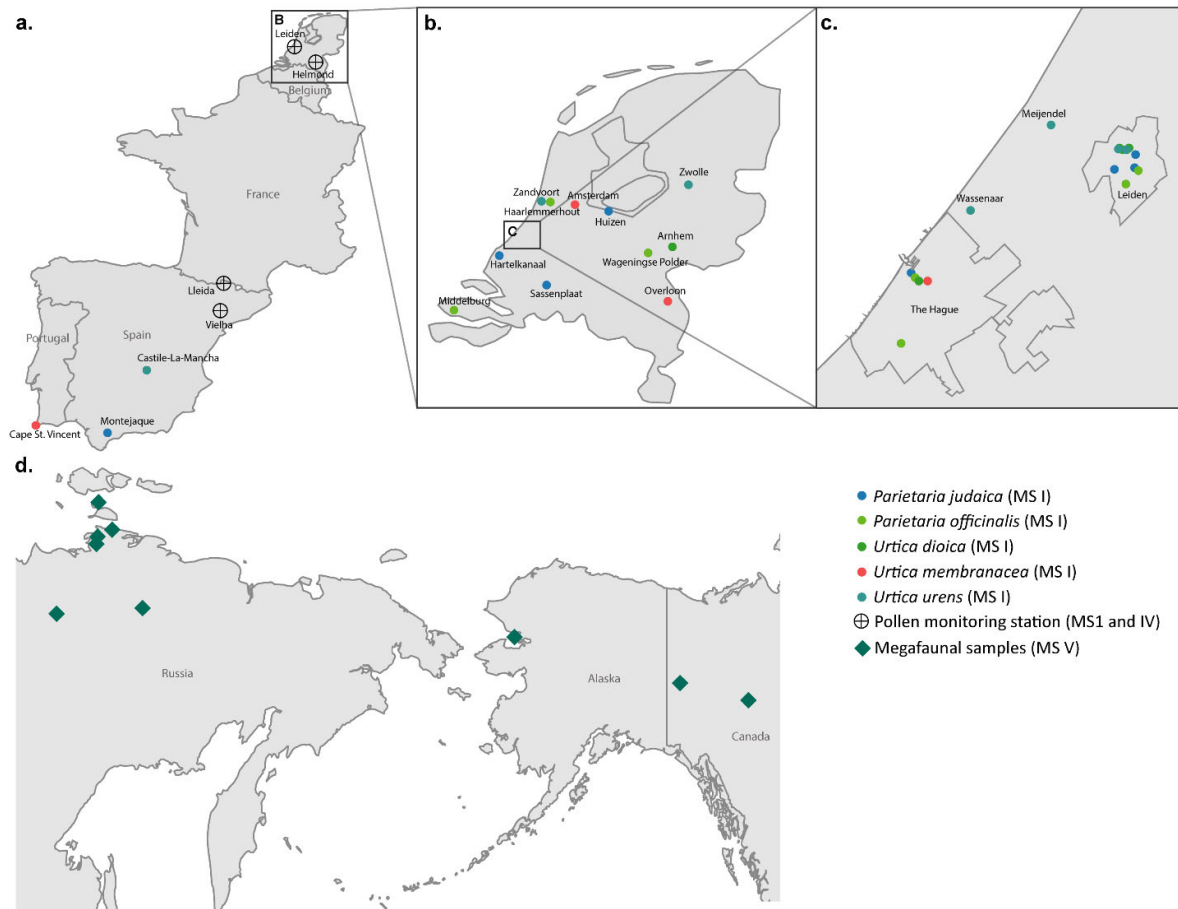 a.
B
Leiden
Helmond
Belgium
France
Lleida
Vielha
Portugal
Spain
Castile-La-Mancha
Montejaque
Cape St. Vincent
b.
Zwolle
Zandvoort
Amsterdam
Haarlemmerhout
Huizen
C
Arnhem
Hartelkanaal
Wageningse Polder
Sassenplaat
Overloon
Middelburg
c.
Meijendel
Leiden
Wassenaar
The Hague
d.
Russia
Alaska
Canada
Parietaria judaica (MS I)
Parietaria officinalis (MS I)
Urtica dioica (MS I)
Urtica membranacea (MS I)
Urtica urens (MS I)
Pollen monitoring station (MS1 and IV)
Megafaunal samples (MS V)